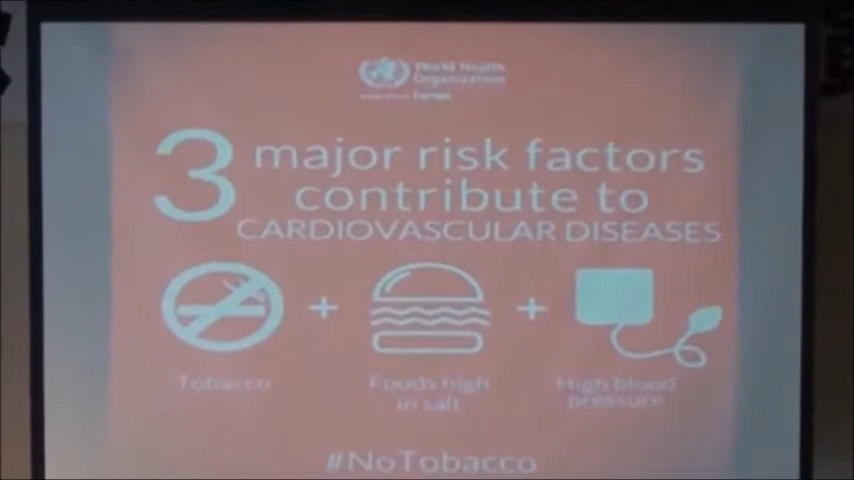 World Health
Organization
Europe
3 major risk factors
contribute to
CARDIOVASCULAR DISEASES
+ +
Tobacco
Foods high
in salt
High blood
pressure
#NoTobacco